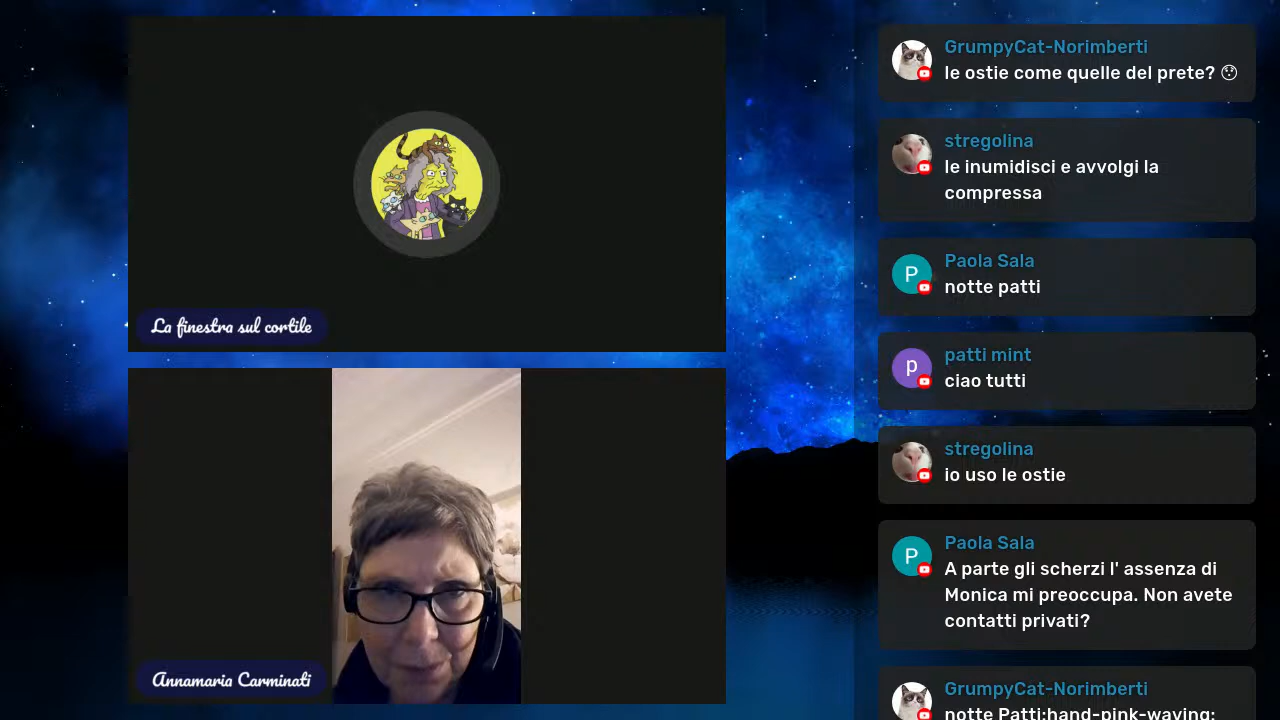 La finestra sul cortile
Annamaria Carminati
GrumpyCat-Norimberti
le ostie come quelle del prete? 😯
stregolina
le inumidisci e avvolgi la
compressa
P
Paola Sala
notte patti
p
patti mint
ciao tutti
stregolina
io uso le ostie
P
Paola Sala
A parte gli scherzi l' assenza di
Monica mi preoccupa. Non avete
contatti privati?
GrumpyCat-Norimberti
notte Patti:hand-pink-waving: